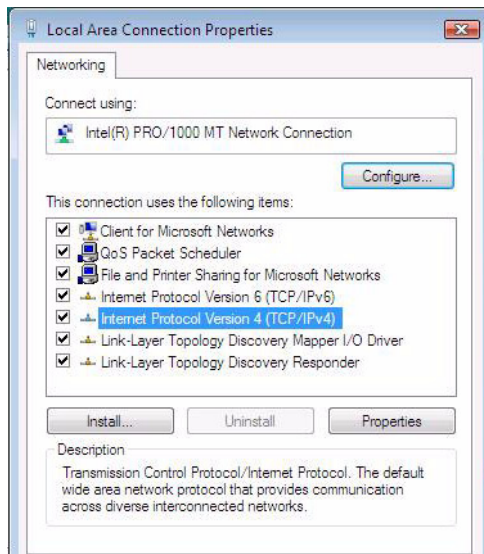 Local Area Connection Properties
Networking
Connect using:
Intel(R) PRO/1000 MT Network Connection
Configure...
This connection uses the following items:
Client for Microsoft Networks
QoS Packet Scheduler
File and Printer Sharing for Microsoft Networks
Internet Protocol Version 6 (TCP/IPv6)
Internet Protocol Version 4 (TCP/IPv4)
Link-Layer Topology Discovery Mapper I/O Driver
Link-Layer Topology Discovery Responder
Install...
Uninstall
Properties
Description
Transmission Control Protocol/Internet Protocol. The default
wide area network protocol that provides communication
across diverse interconnected networks.